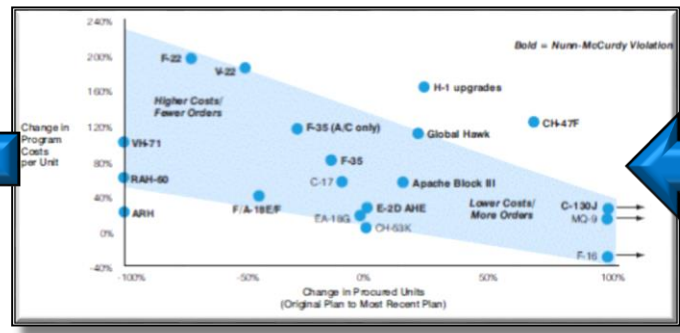 240%
Bold = Nunn-McCurdy Violation
200%
F-22
V-22
160%
H-1 upgrades
Higher Costs/
Fewer Orders
Change in
Program
Costs
per Unit
120%
F-35 (A/C only)
CH-47F
Global Hawk
VH-71
80%
F-35
RAH-60
C-17
Apache Block III
40%
F/A-18E/F
E-2D AHE
Lower Costs/
More Orders
C-130J
ARH
EA-18G
MQ-9
0%
CH-53K
F-16
-40%
-100%
-50%
0%
50%
100%
Change in Procured Units
(Original Plan to Most Recent Plan)